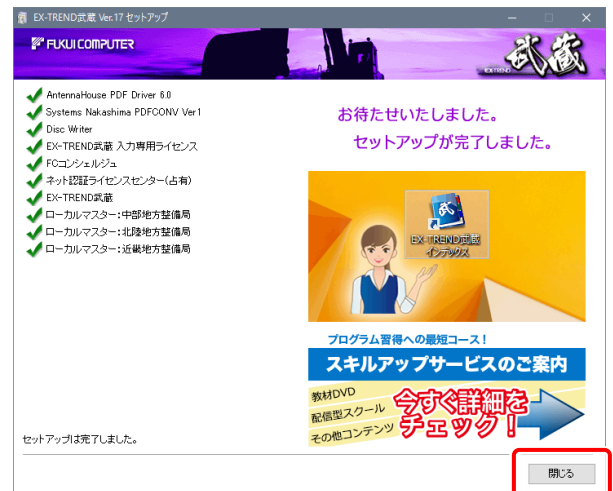 EX-TREND武蔵 Ver.17 セットアップ
FUKUI COMPUTER
EX-TREND 武蔵
AntennaHouse PDF Driver 6.0
Systems Nakashima PDFCONV Ver1
Disc Writer
EX-TREND武蔵 入力専用ライセンス
FCコンシェルジュ
ネット認証ライセンスセンター(占有)
EX-TREND武蔵
ローカルマスター:中部地方整備局
ローカルマスター:北陸地方整備局
ローカルマスター:近畿地方整備局
お待たせいたしました。
セットアップが完了しました。
武蔵
EX-TREND武蔵
インデックス
プログラム習得への最短コース!
スキルアップサービスのご案内
教材DVD
配信型スクール
その他コンテンツ
今すぐ詳細を
チェック!
セットアップは完了しました。
閉じる